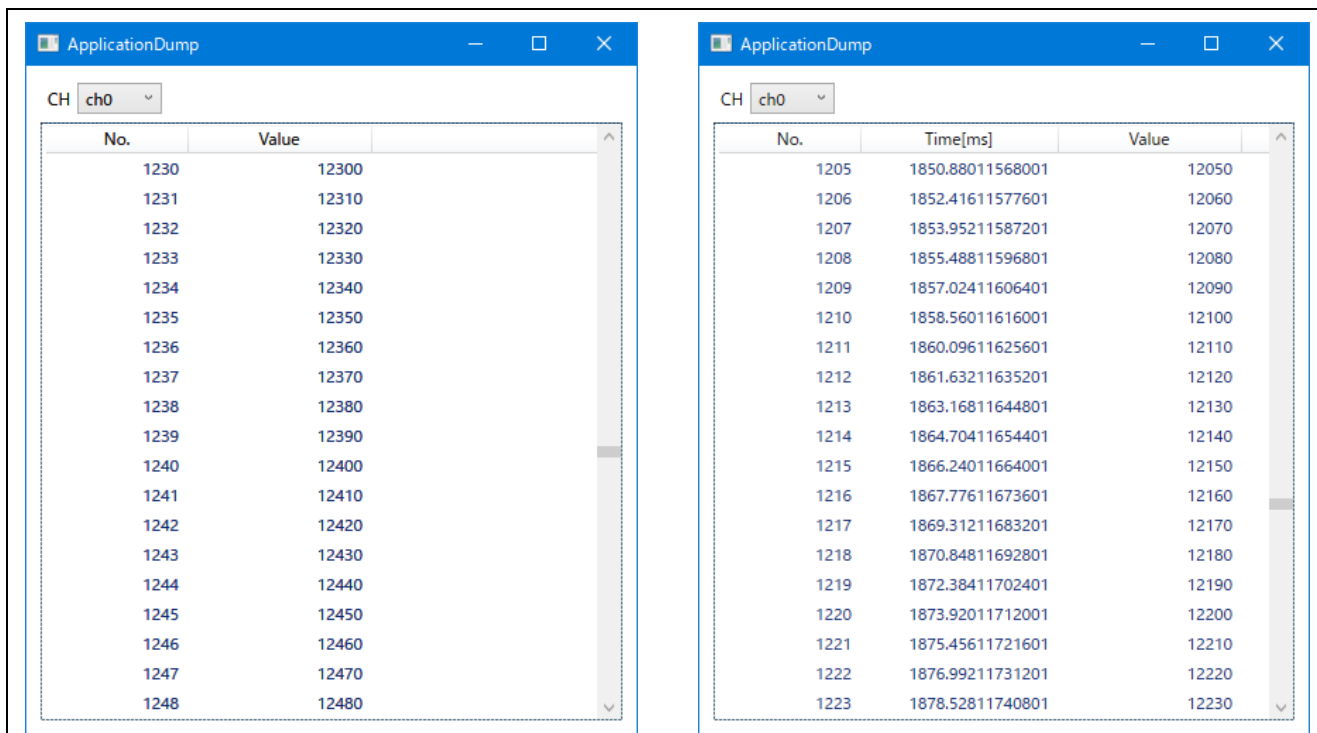 ApplicationDump
CH ch0
No. Value
1230 12300
1231 12310
1232 12320
1233 12330
1234 12340
1235 12350
1236 12360
1237 12370
1238 12380
1239 12390
1240 12400
1241 12410
1242 12420
1243 12430
1244 12440
1245 12450
1246 12460
1247 12470
1248 12480
ApplicationDump
CH ch0
No. Time[ms] Value
1205 1850.88011568001 12050
1206 1852.41611577601 12060
1207 1853.95211587201 12070
1208 1855.48811596801 12080
1209 1857.02411606401 12090
1210 1858.56011616001 12100
1211 1860.09611625601 12110
1212 1861.63211635201 12120
1213 1863.16811644801 12130
1214 1864.70411654401 12140
1215 1866.24011664001 12150
1216 1867.77611673601 12160
1217 1869.31211683201 12170
1218 1870.84811692801 12180
1219 1872.38411702401 12190
1220 1873.92011712001 12200
1221 1875.45611721601 12210
1222 1876.99211731201 12220
1223 1878.52811740801 12230